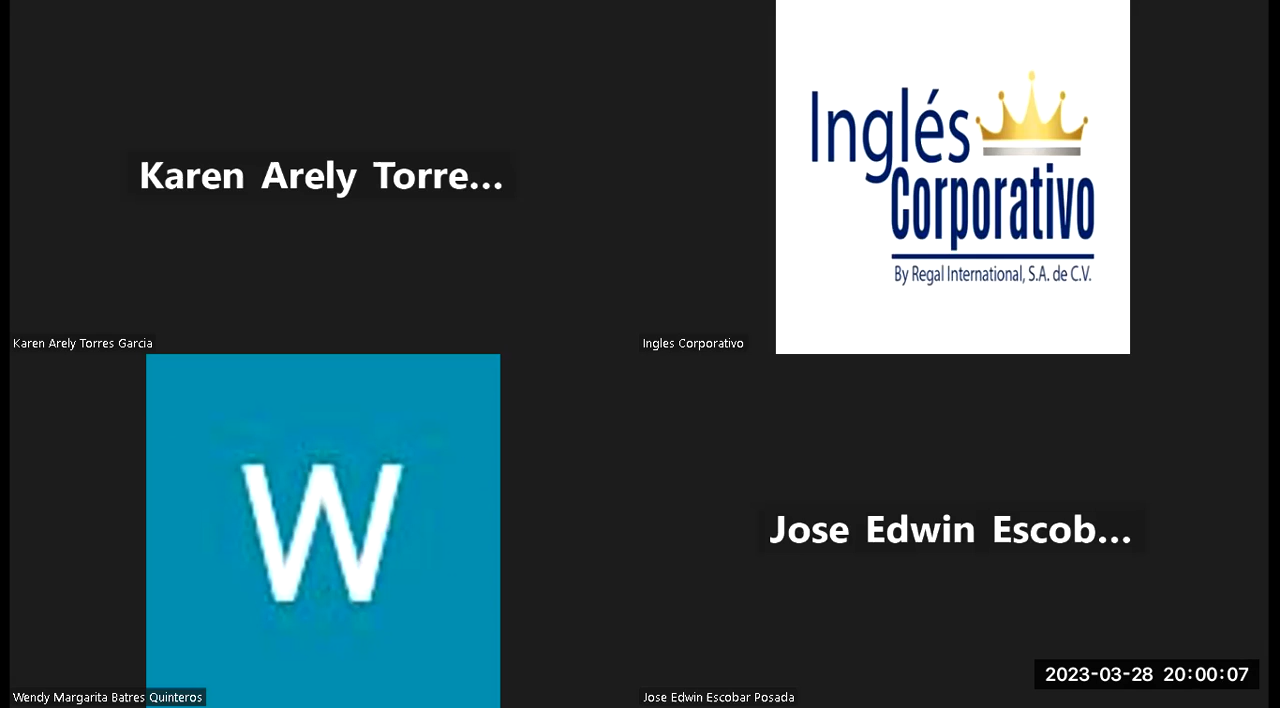 Karen Arely Torre...
Karen Arely Torres Garcia
Inglés
Corporativo
By Regal International, S.A. de C.V.
Ingles Corporativo
W
Wendy Margarita Batres Quinteros
Jose Edwin Escob...
Jose Edwin Escobar Posada
2023-03-28 20:00:07